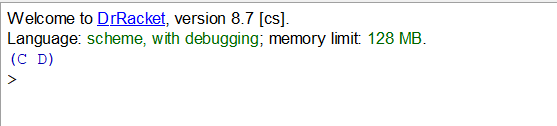 Welcome to DrRacket, version 8.7 [cs].
Language: scheme, with debugging; memory limit: 128 MB.
(C D)
>